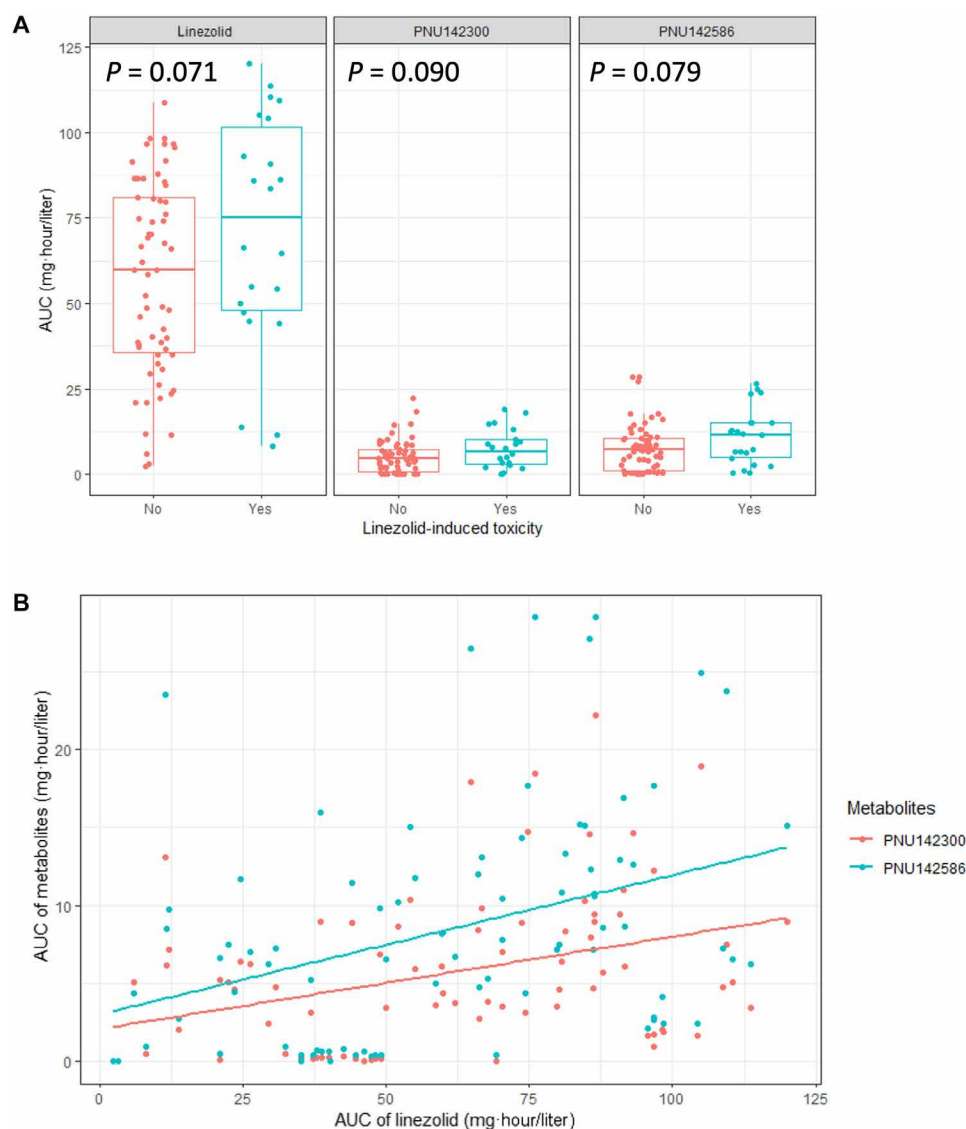 A
Linezolid PNU142300 PNU142586
P = 0.071 P = 0.090 P = 0.079
AUC (mg·hour/liter)
125
100
75
50
25
0
No Yes No Yes No Yes
Linezolid-induced toxicity
B
AUC of metabolites (mg·hour/liter)
20
10
0
0 25 50 75 100 125
AUC of linezolid (mg·hour/liter)
Metabolites
PNU142300
PNU142586